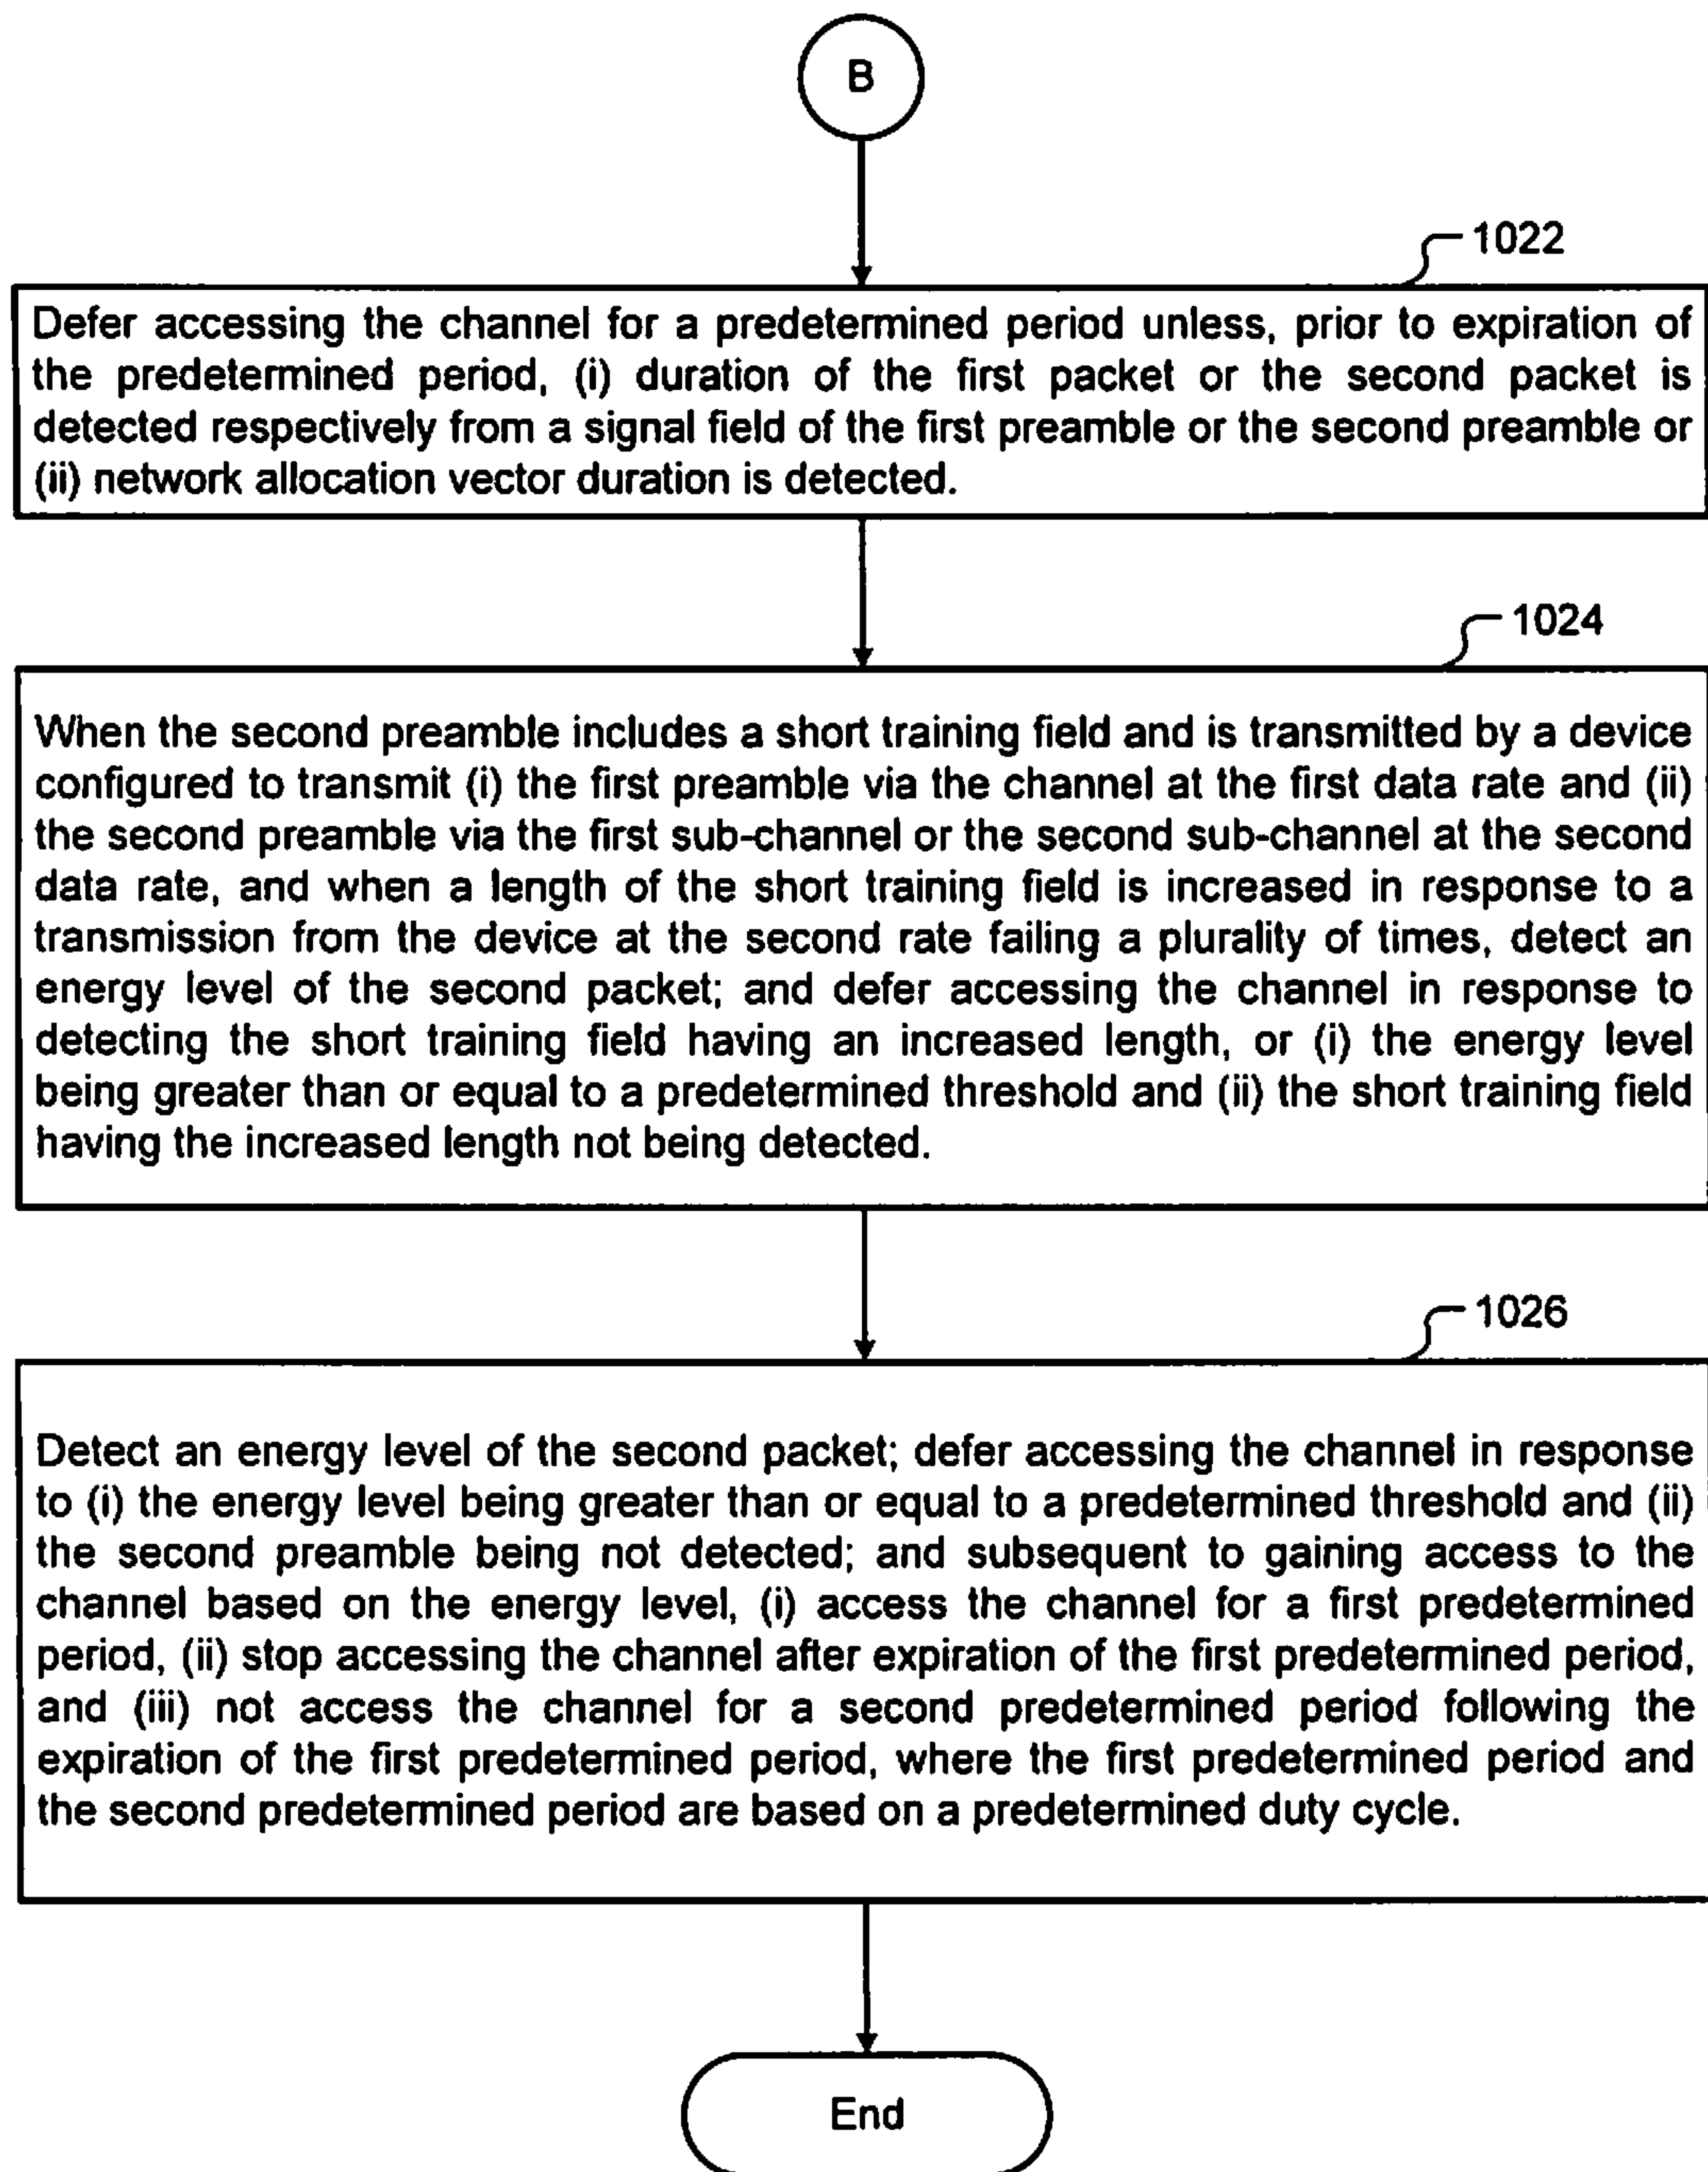 B
1022
Defer accessing the channel for a predetermined period unless, prior to expiration of
the predetermined period, (i) duration of the first packet or the second packet is
detected respectively from a signal field of the first preamble or the second preamble or
(ii) network allocation vector duration is detected.
1024
When the second preamble includes a short training field and is transmitted by a device
configured to transmit (i) the first preamble via the channel at the first data rate and (ii)
the second preamble via the first sub-channel or the second sub-channel at the second
data rate, and when a length of the short training field is increased in response to a
transmission from the device at the second rate failing a plurality of times, detect an
energy level of the second packet; and defer accessing the channel in response to
detecting the short training field having an increased length, or (i) the energy level
being greater than or equal to a predetermined threshold and (ii) the short training field
having the increased length not being detected.
1026
Detect an energy level of the second packet; defer accessing the channel in response
to (i) the energy level being greater than or equal to a predetermined threshold and (ii)
the second preamble being not detected; and subsequent to gaining access to the
channel based on the energy level, (i) access the channel for a first predetermined
period, (ii) stop accessing the channel after expiration of the first predetermined period,
and (iii) not access the channel for a second predetermined period following the
expiration of the first predetermined period, where the first predetermined period and
the second predetermined period are based on a predetermined duty cycle.
End